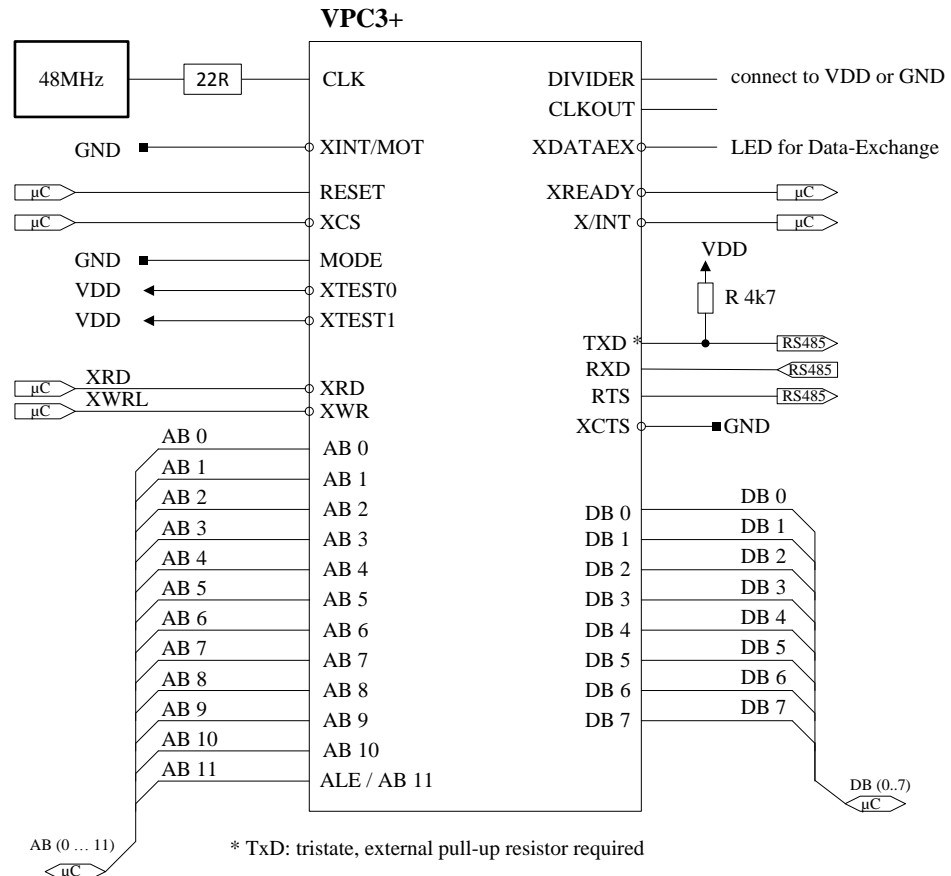 VPC3+
48MHz
22R
CLK
DIVIDER
connect to VDD or GND
CLKOUT
GND
XINT/MOT
XDATAEX
LED for Data-Exchange
µC
RESET
XREADY
µC
µC
XCS
X/INT
µC
GND
MODE
VDD
VDD
XTEST0
R 4k7
VDD
XTEST1
TXD *
RS485
RXD
RS485
µC
XRD
XRD
RTS
RS485
µC
XWRL
XWR
XCTS
GND
AB 0
AB 0
AB 1
AB 1
AB 2
AB 2
DB 0
DB 0
AB 3
AB 3
DB 1
DB 1
AB 4
AB 4
DB 2
DB 2
AB 5
AB 5
DB 3
DB 3
AB 6
AB 6
DB 4
DB 4
AB 7
AB 7
DB 5
DB 5
AB 8
AB 8
DB 6
DB 6
AB 9
AB 9
DB 7
DB 7
AB 10
AB 10
AB 11
ALE / AB 11
DB (0..7)
µC
AB (0 … 11)
µC
* TxD: tristate, external pull-up resistor required